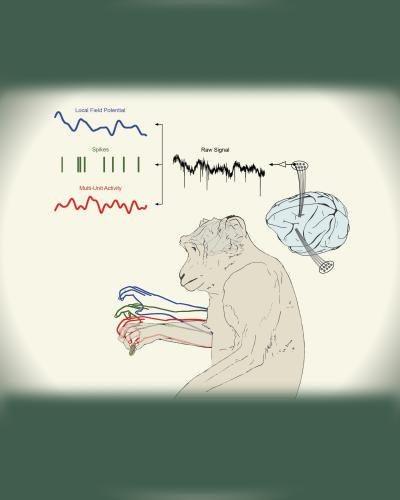 Local Field Potential
Spikes
Raw Signal
Multi-Unit Activity